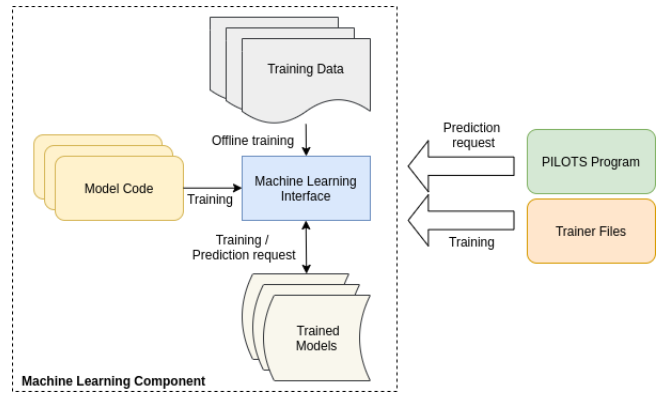 Training Data
Offline training
Model Code
Training
Machine Learning
Interface
Training /
Prediction request
Trained
Models
Machine Learning Component
Prediction
request
PILOTS Program
Trainer Files
Training